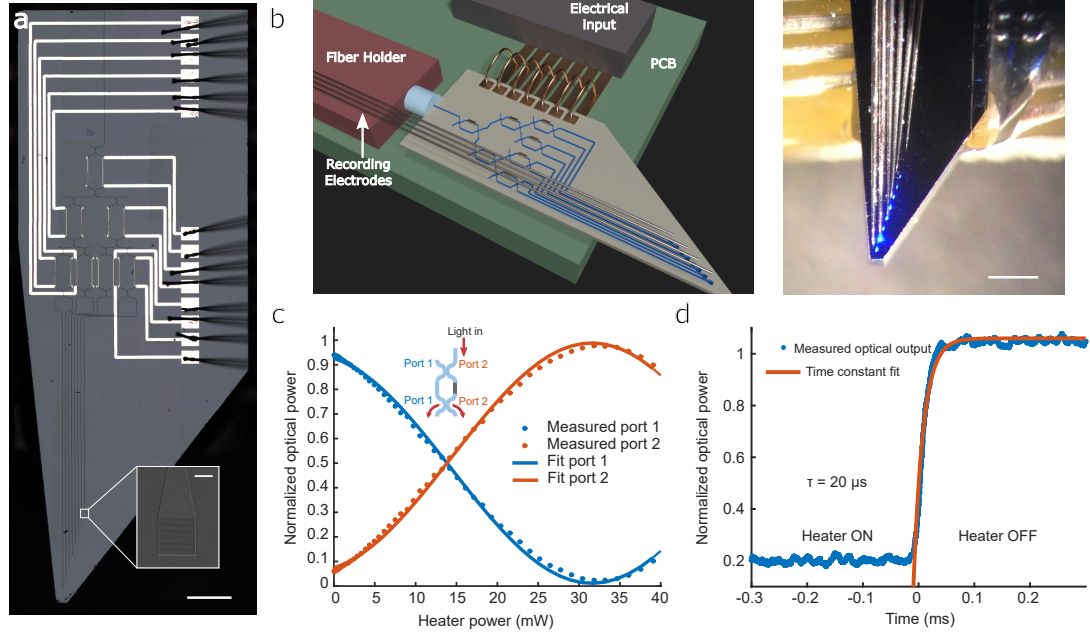 a
b
Electrical
input
Fiber Holder
PCB
Recording
Electrodes
c
Light in
Port 1
Port 2
Port 1
Port 2
Measured port 1
Measured port 2
Fit port 1
Fit port 2
Normalized optical power
1
0.9
0.8
0.7
0.6
0.5
0.4
0.3
0.2
0.1
0
0 5 10 15 20 25 30 35 40
Heater power (mW)
d
Measured optical output
Time constant fit
τ = 20 µs
Heater ON
Heater OFF
Normalized optical power
1
0.8
0.6
0.4
0.2
-0.3 -0.2 -0.1 0 0.1 0.2
Time (ms)